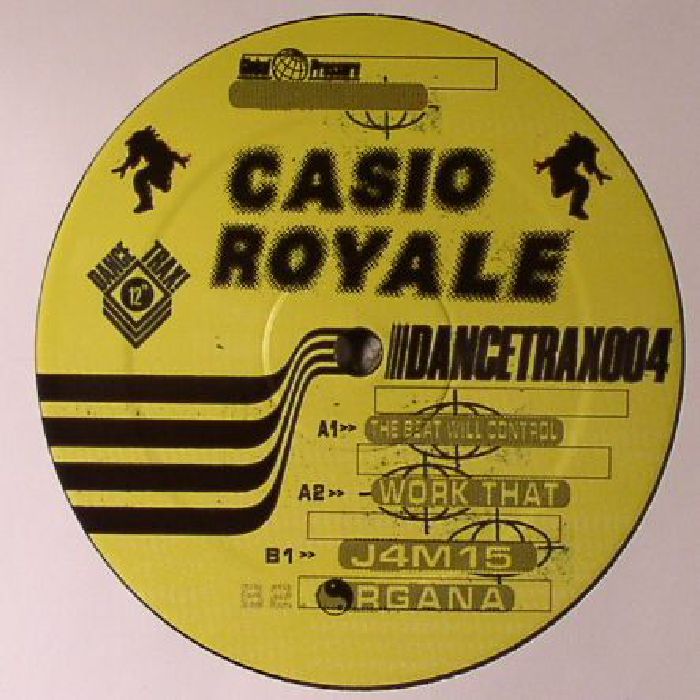 Global Pressure
CASIO
ROYALE
DANCE TRAX!
12"
DANCETRAX004
A1>> THE BEAT WILL CONTROL
A2>> WORK THAT
B1>> J4M15
B2 ORGANA